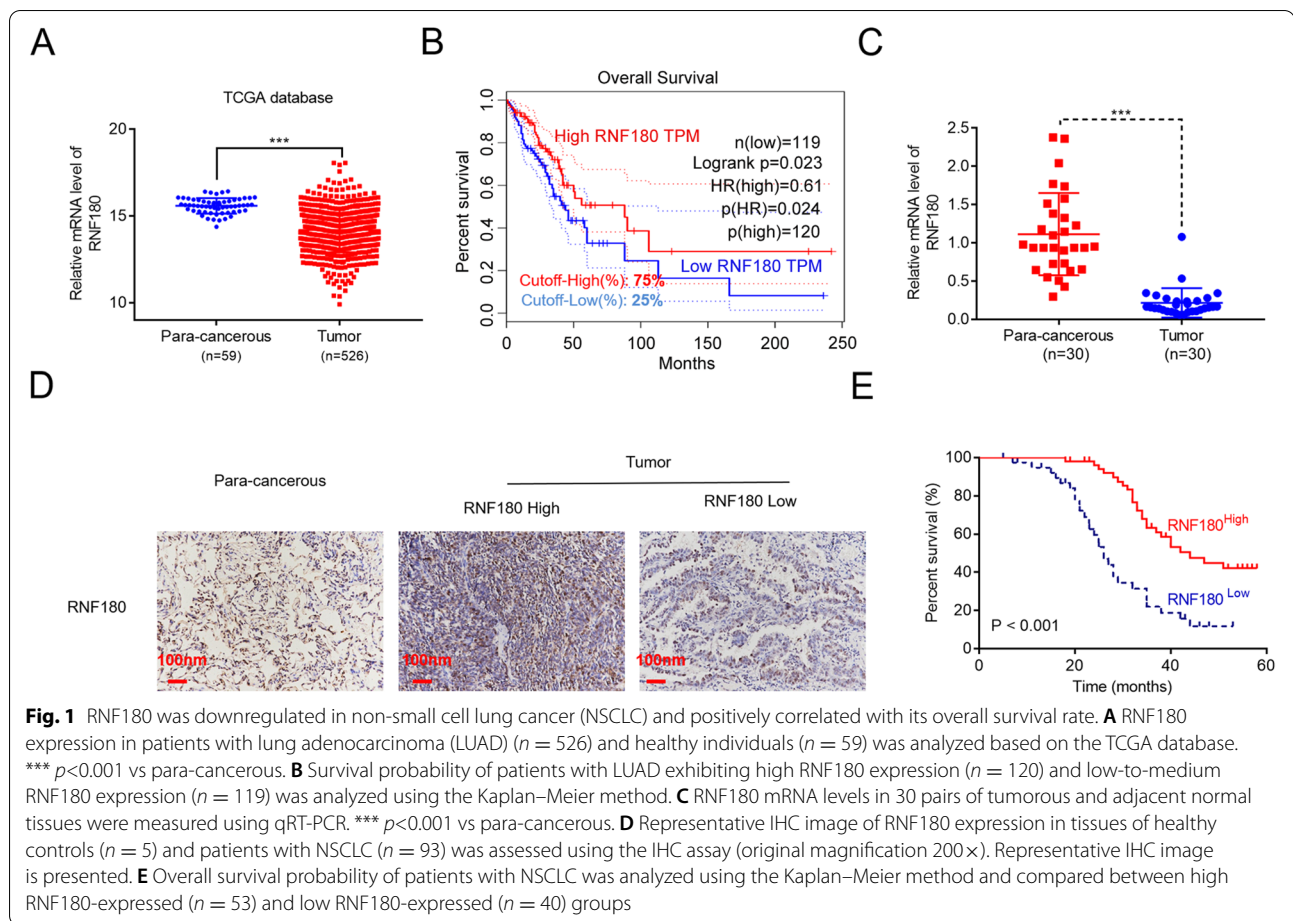 A
TCGA database
Relative mRNA level of
RNF180
20
15
10
***
Para-cancerous
(n=59)
Tumor
(n=526)
B
Overall Survival
Percent survival
1.0
0.8
0.6
0.4
0.2
0.0
High RNF180 TPM
n(low)=119
Logrank p=0.023
HR(high)=0.61
p(HR)=0.024
p(high)=120
Low RNF180 TPM
Cutoff-High(%): 75%
Cutoff-Low(%): 25%
0 50 100 150 200 250
Months
C
Relative mRNA level of
RNF180
2.5
2.0
1.5
1.0
0.5
0.0
***
Para-cancerous
(n=30)
Tumor
(n=30)
D
Tumor
Para-cancerous
RNF180 High
RNF180 Low
RNF180
100nm
100nm
100nm
E
Percent survival (%)
100
80
60
40
20
0
RNF180High
RNF180 Low
P < 0.001
0 20 40 60
Time (months)
Fig. 1 RNF180 was downregulated in non-small cell lung cancer (NSCLC) and positively correlated with its overall survival rate. A RNF180
expression in patients with lung adenocarcinoma (LUAD) (n = 526) and healthy individuals (n = 59) was analyzed based on the TCGA database.
*** p<0.001 vs para-cancerous. B Survival probability of patients with LUAD exhibiting high RNF180 expression (n = 120) and low-to-medium
RNF180 expression (n = 119) was analyzed using the Kaplan–Meier method. C RNF180 mRNA levels in 30 pairs of tumorous and adjacent normal
tissues were measured using qRT-PCR. *** p<0.001 vs para-cancerous. D Representative IHC image of RNF180 expression in tissues of healthy
controls (n = 5) and patients with NSCLC (n = 93) was assessed using the IHC assay (original magnification 200×). Representative IHC image
is presented. E Overall survival probability of patients with NSCLC was analyzed using the Kaplan–Meier method and compared between high
RNF180-expressed (n = 53) and low RNF180-expressed (n = 40) groups